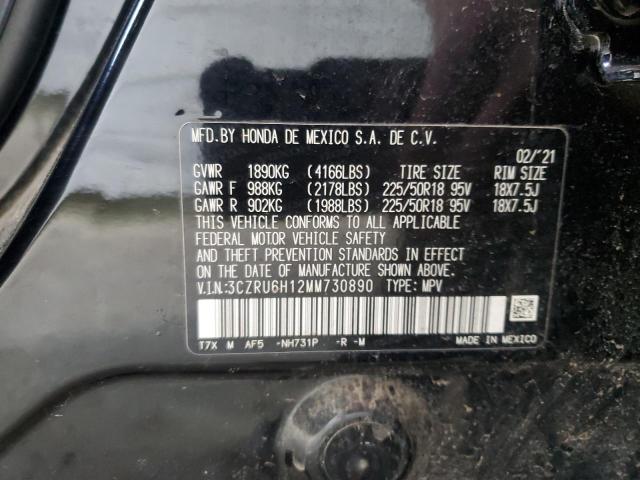 MFD.BY HONDA DE MEXICO S.A. DE C.V.
02/'21
GVWR 1890KG (4166LBS) TIRE SIZE RIM SIZE
GAWR F 988KG (2178LBS) 225/50R18 95V 18X7.5J
GAWR R 902KG (1988LBS) 225/50R18 95V 18X7.5J
THIS VEHICLE CONFORMS TO ALL APPLICABLE
FEDERAL MOTOR VEHICLE SAFETY
AND THEFT PREVENTION STANDARDS IN EFFECT
ON THE DATE OF MANUFACTURE SHOWN ABOVE.
V.I.N:3CZRU6H12MM730890 TYPE: MPV
T7X M AF5 -NH731P -R -M MADE IN MEXICO